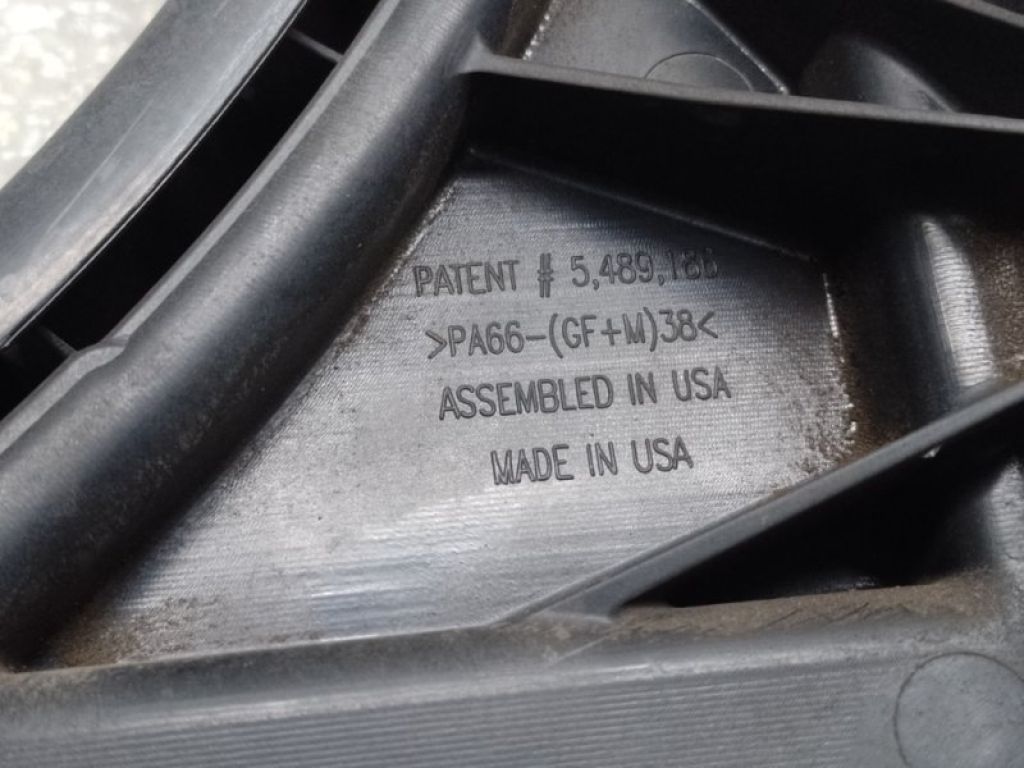 PATENT # 5,489,186
>PA66-(GF+M)38<
ASSEMBLED IN USA
MADE IN USA